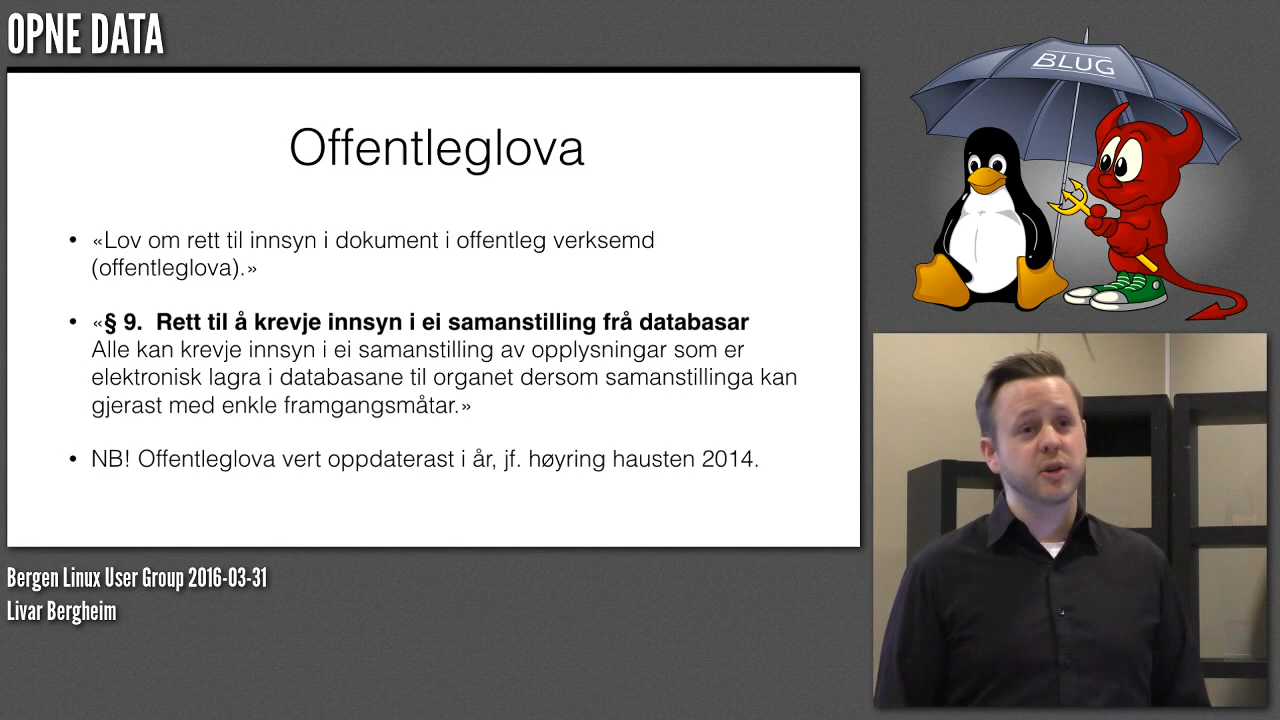 OPNE DATA
BLUG
Offentleglova
• «Lov om rett til innsyn i dokument i offentleg verksemd
(offentleglova).»
• «§ 9.  Rett til å krevje innsyn i ei samanstilling frå databasar
Alle kan krevje innsyn i ei samanstilling av opplysningar som er
elektronisk lagra i databasane til organet dersom samanstillinga kan
gjerast med enkle framgangsmåtar.»
• NB! Offentleglova vert oppdaterast i år, jf. høyring hausten 2014.
Bergen Linux User Group 2016-03-31
Livar Bergheim